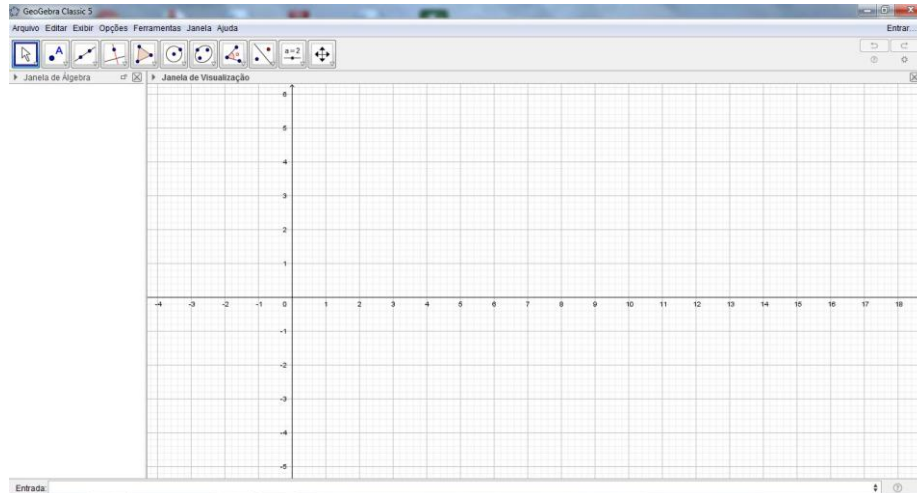 GeoGebra Classic 5
Arquivo Editar Exibir Opções Ferramentas Janela Ajuda Entrar...
A α a=2
Janela de Álgebra Janela de Visualização
6
5
4
3
2
1
-4 -3 -2 -1 0 1 2 3 4 5 6 7 8 9 10 11 12 13 14 15 16 17 18
-1
-2
-3
-4
-5
Entrada: